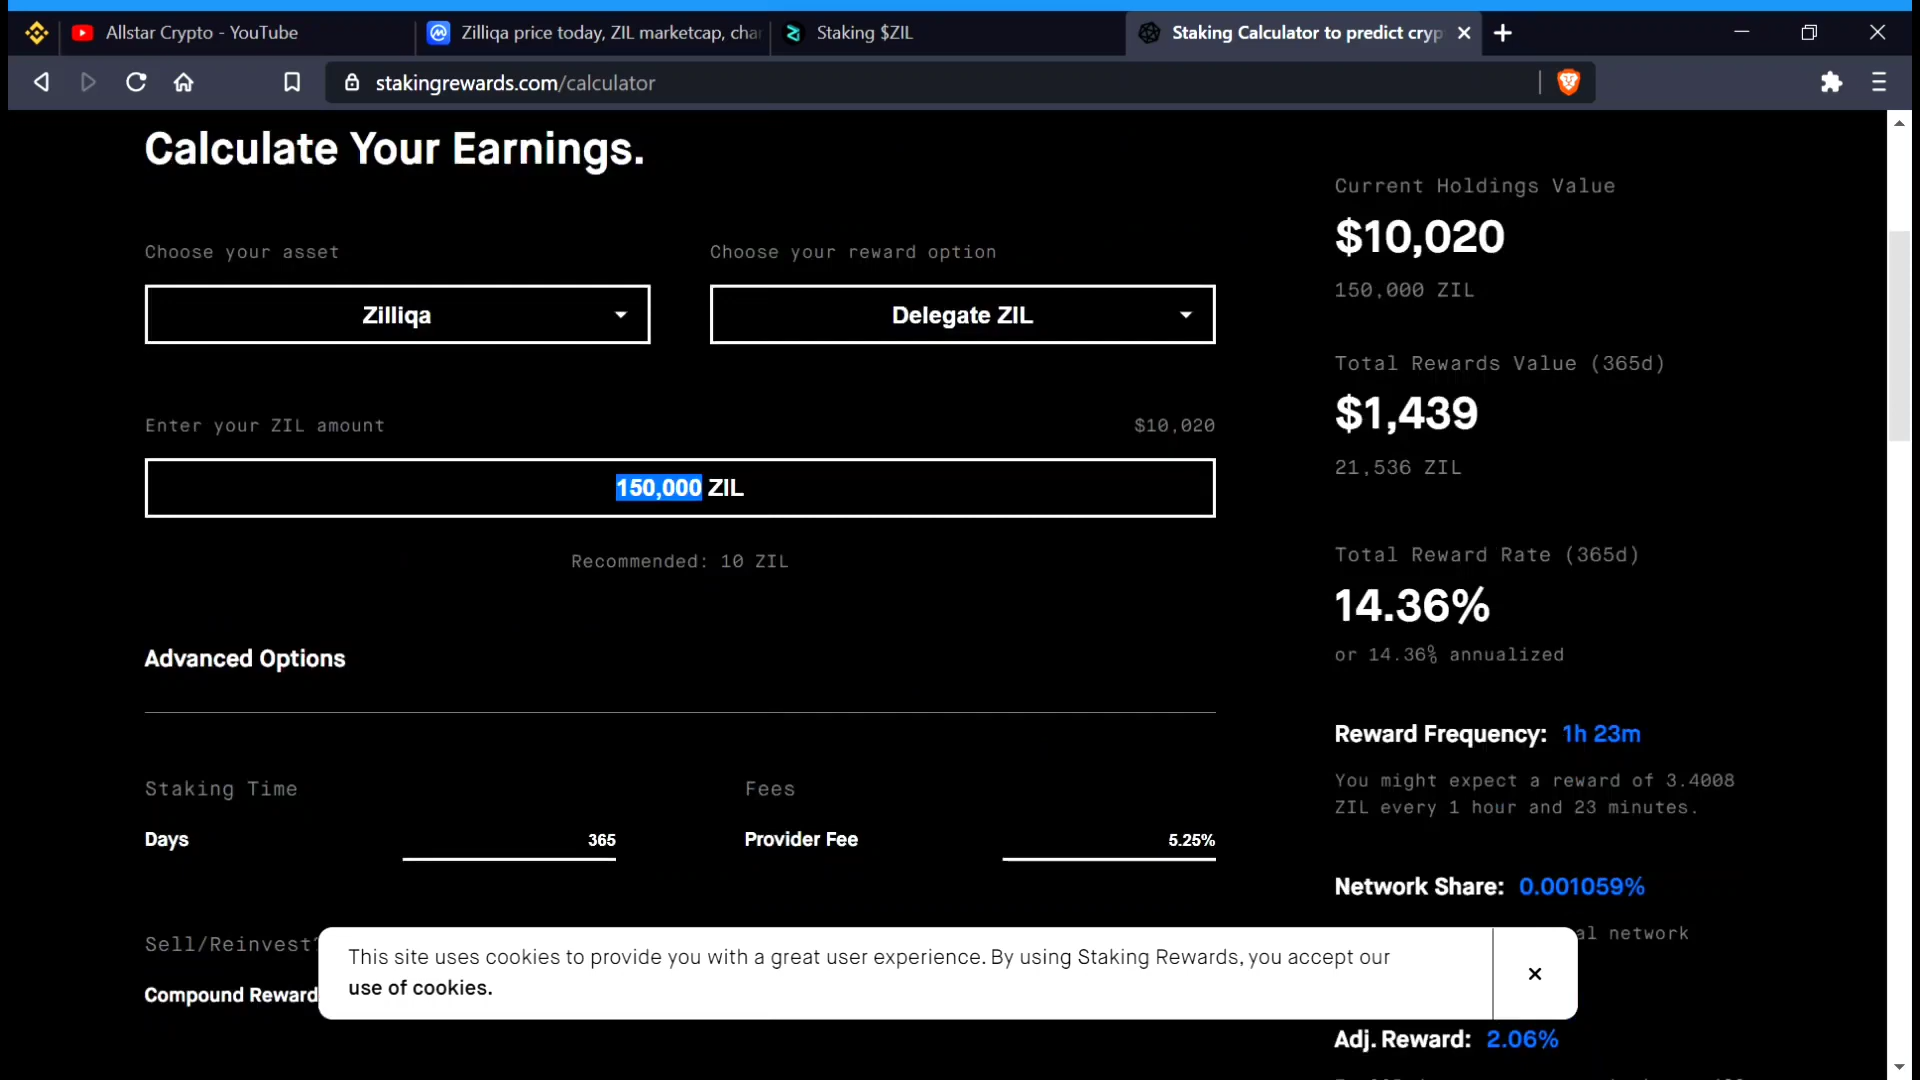 Allstar Crypto - YouTube
Zilliqa price today, ZIL marketcap, cha
Staking $ZIL
Staking Calculator to predict cryp
stakingrewards.com/calculator
Calculate Your Earnings.
Choose your asset
Choose your reward option
Zilliqa
Delegate ZIL
Enter your ZIL amount
$10,020
150,000 ZIL
Recommended: 10 ZIL
Advanced Options
Staking Time
Fees
Days
365
Provider Fee
5.25%
Sell/Reinvest?
Compound Reward
Current Holdings Value
$10,020
150,000 ZIL
Total Rewards Value (365d)
$1,439
21,536 ZIL
Total Reward Rate (365d)
14.36%
or 14.36% annualized
Reward Frequency: 1h 23m
You might expect a reward of 3.4008
ZIL every 1 hour and 23 minutes.
Network Share: 0.001059%
al network
Adj. Reward: 2.06%
This site uses cookies to provide you with a great user experience. By using Staking Rewards, you accept our
use of cookies.